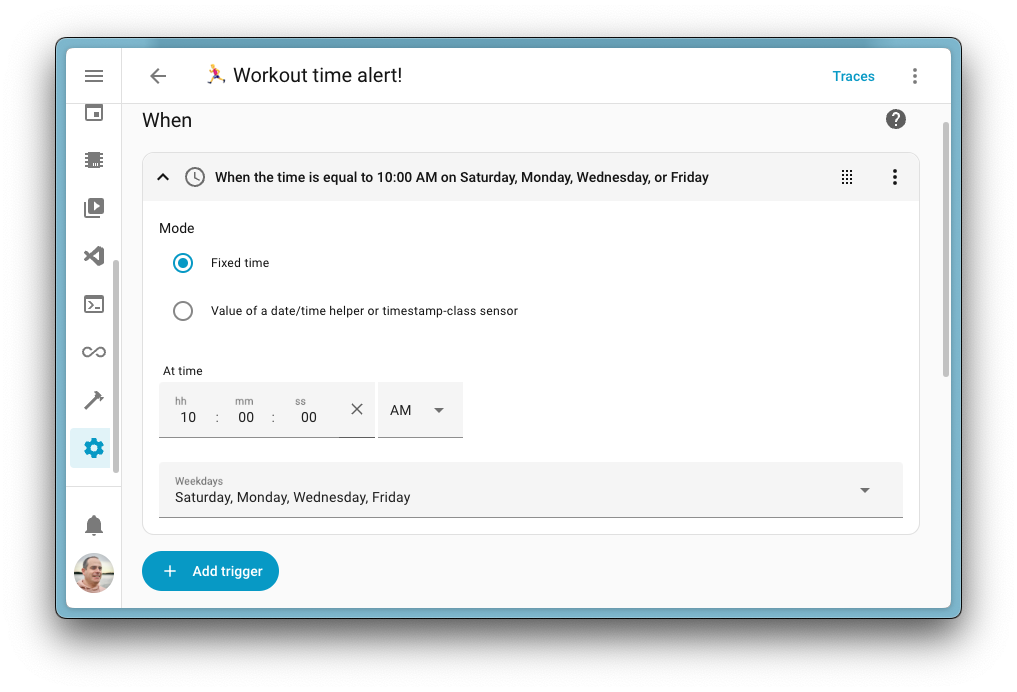 🏃 Workout time alert!
Traces
When
When the time is equal to 10:00 AM on Saturday, Monday, Wednesday, or Friday
Mode
Fixed time
Value of a date/time helper or timestamp-class sensor
At time
hh mm ss
10 : 00 : 00 AM
Weekdays
Saturday, Monday, Wednesday, Friday
Add trigger